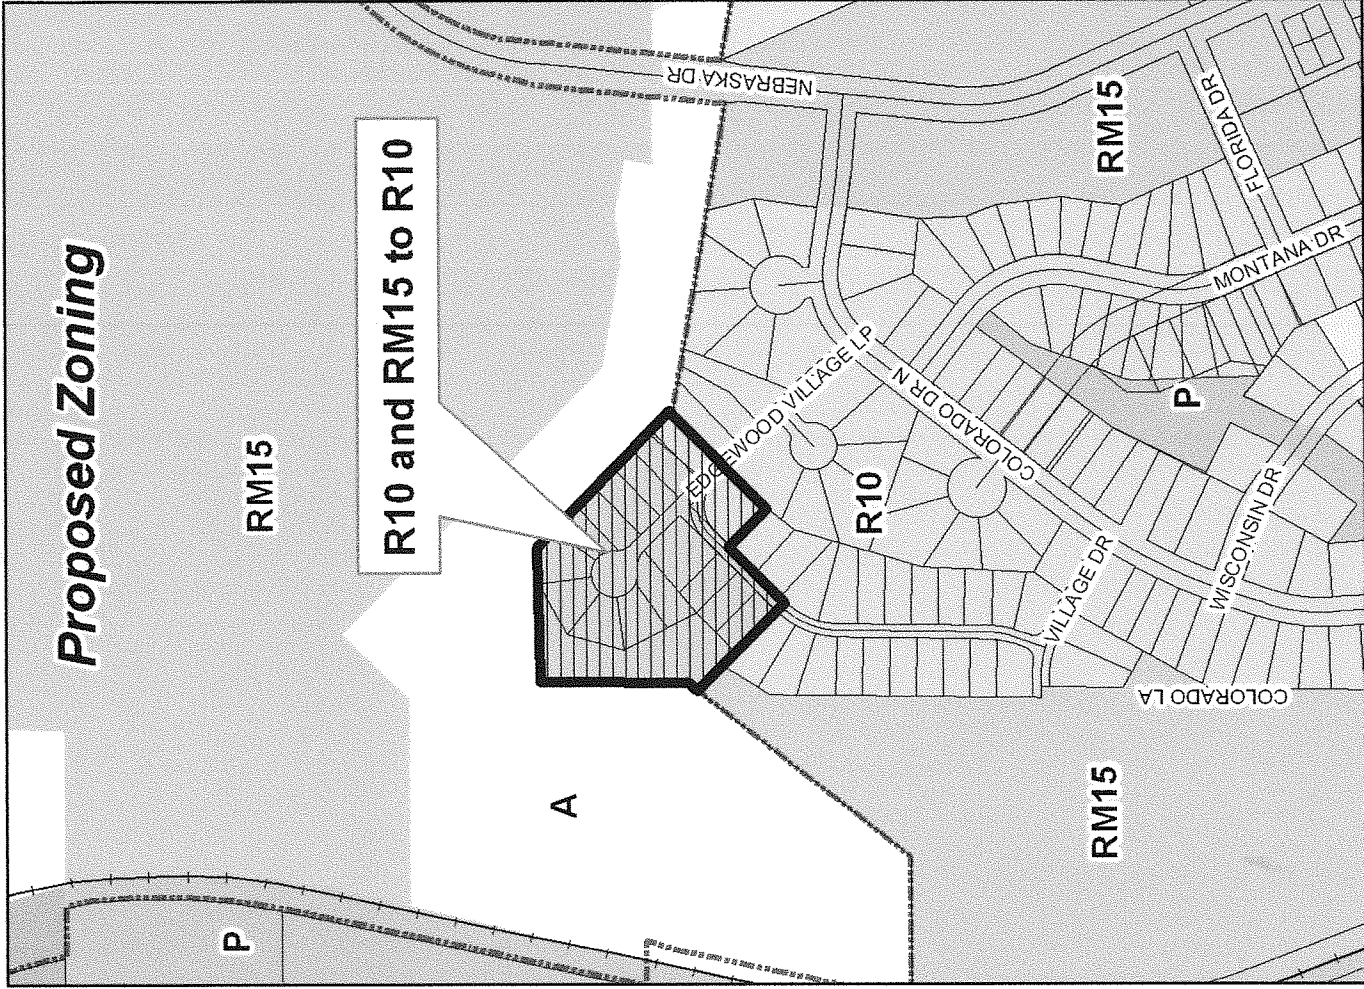 Proposed Zoning
RM15
R10 and RM15 to R10
P
A
NEBRASKA DR
RM15
FLORIDA DR
MONTANA DR
EDGEWOOD VILLAGE LP
COLORADO DR N
R10
P
VILLAGE DR
WISCONSIN DR
COLORADO LA
RM15